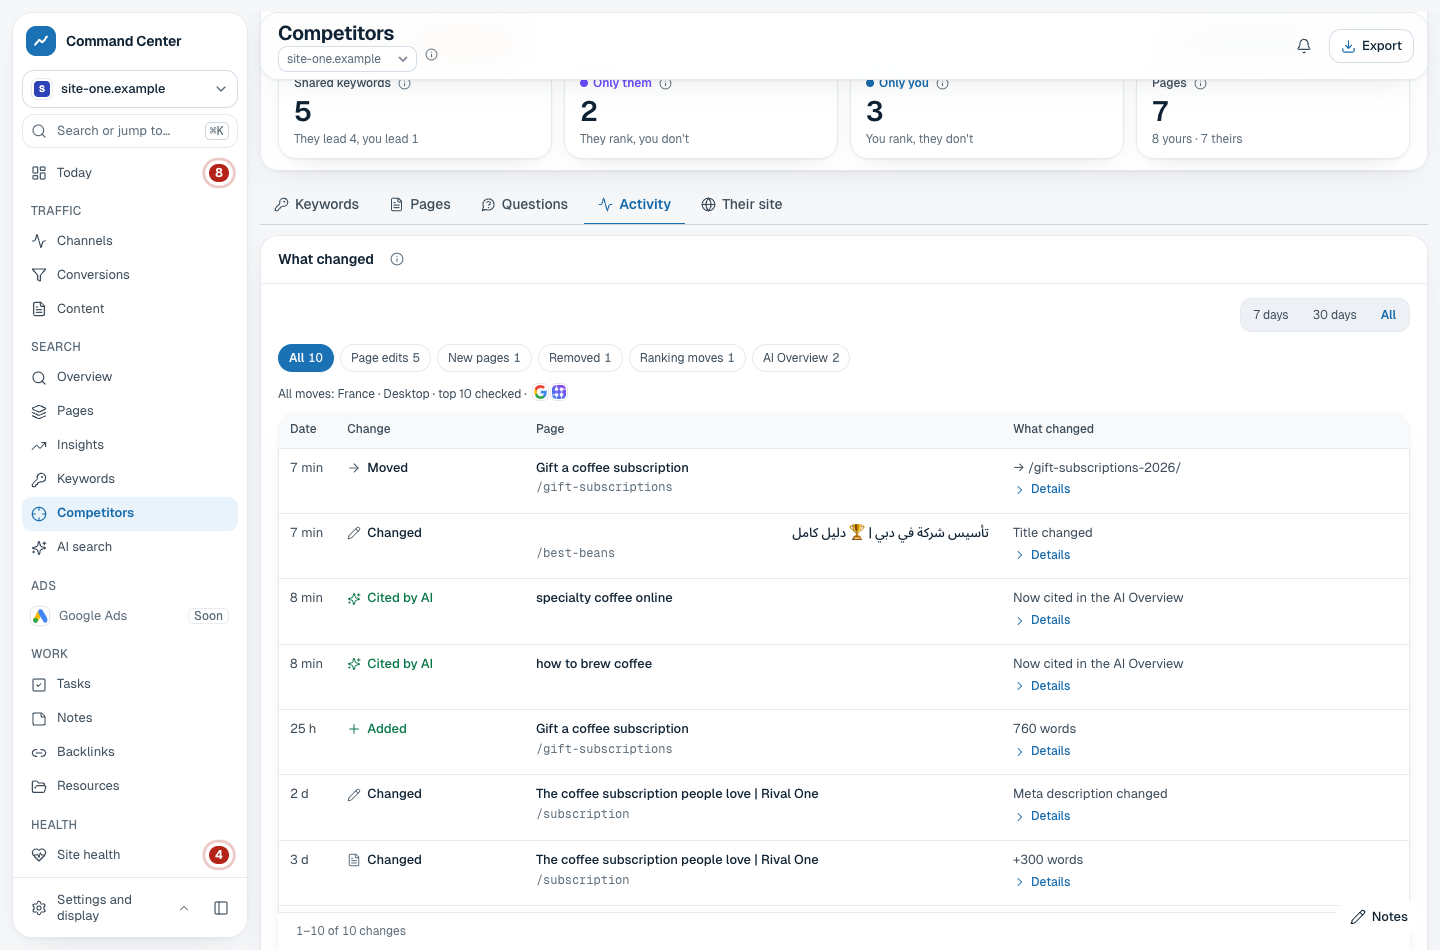 Command Center
S site-one.example
Search or jump to... ⌘K
Today 8
TRAFFIC
Channels
Conversions
Content
SEARCH
Overview
Pages
Insights
Keywords
Competitors
AI search
ADS
Google Ads Soon
WORK
Tasks
Notes
Backlinks
Resources
HEALTH
Site health 4
Settings and
display
Competitors
site-one.example
Export
Shared keywords
5
They lead 4, you lead 1
Only them
2
They rank, you don't
Only you
3
You rank, they don't
Pages
7
8 yours · 7 theirs
Keywords Pages Questions Activity Their site
What changed
7 days 30 days All
All 10 Page edits 5 New pages 1 Removed 1 Ranking moves 1 AI Overview 2
All moves: France · Desktop · top 10 checked ·
Date Change Page What changed
7 min → Moved Gift a coffee subscription → /gift-subscriptions-2026/
/gift-subscriptions Details
7 min Changed تأسيس شركة في دبي | 🏆 دليل كامل Title changed
/best-beans Details
8 min Cited by AI specialty coffee online Now cited in the AI Overview
Details
8 min Cited by AI how to brew coffee Now cited in the AI Overview
Details
25 h + Added Gift a coffee subscription 760 words
/gift-subscriptions Details
2 d Changed The coffee subscription people love | Rival One Meta description changed
/subscription Details
3 d Changed The coffee subscription people love | Rival One +300 words
/subscription Details
1–10 of 10 changes
Notes